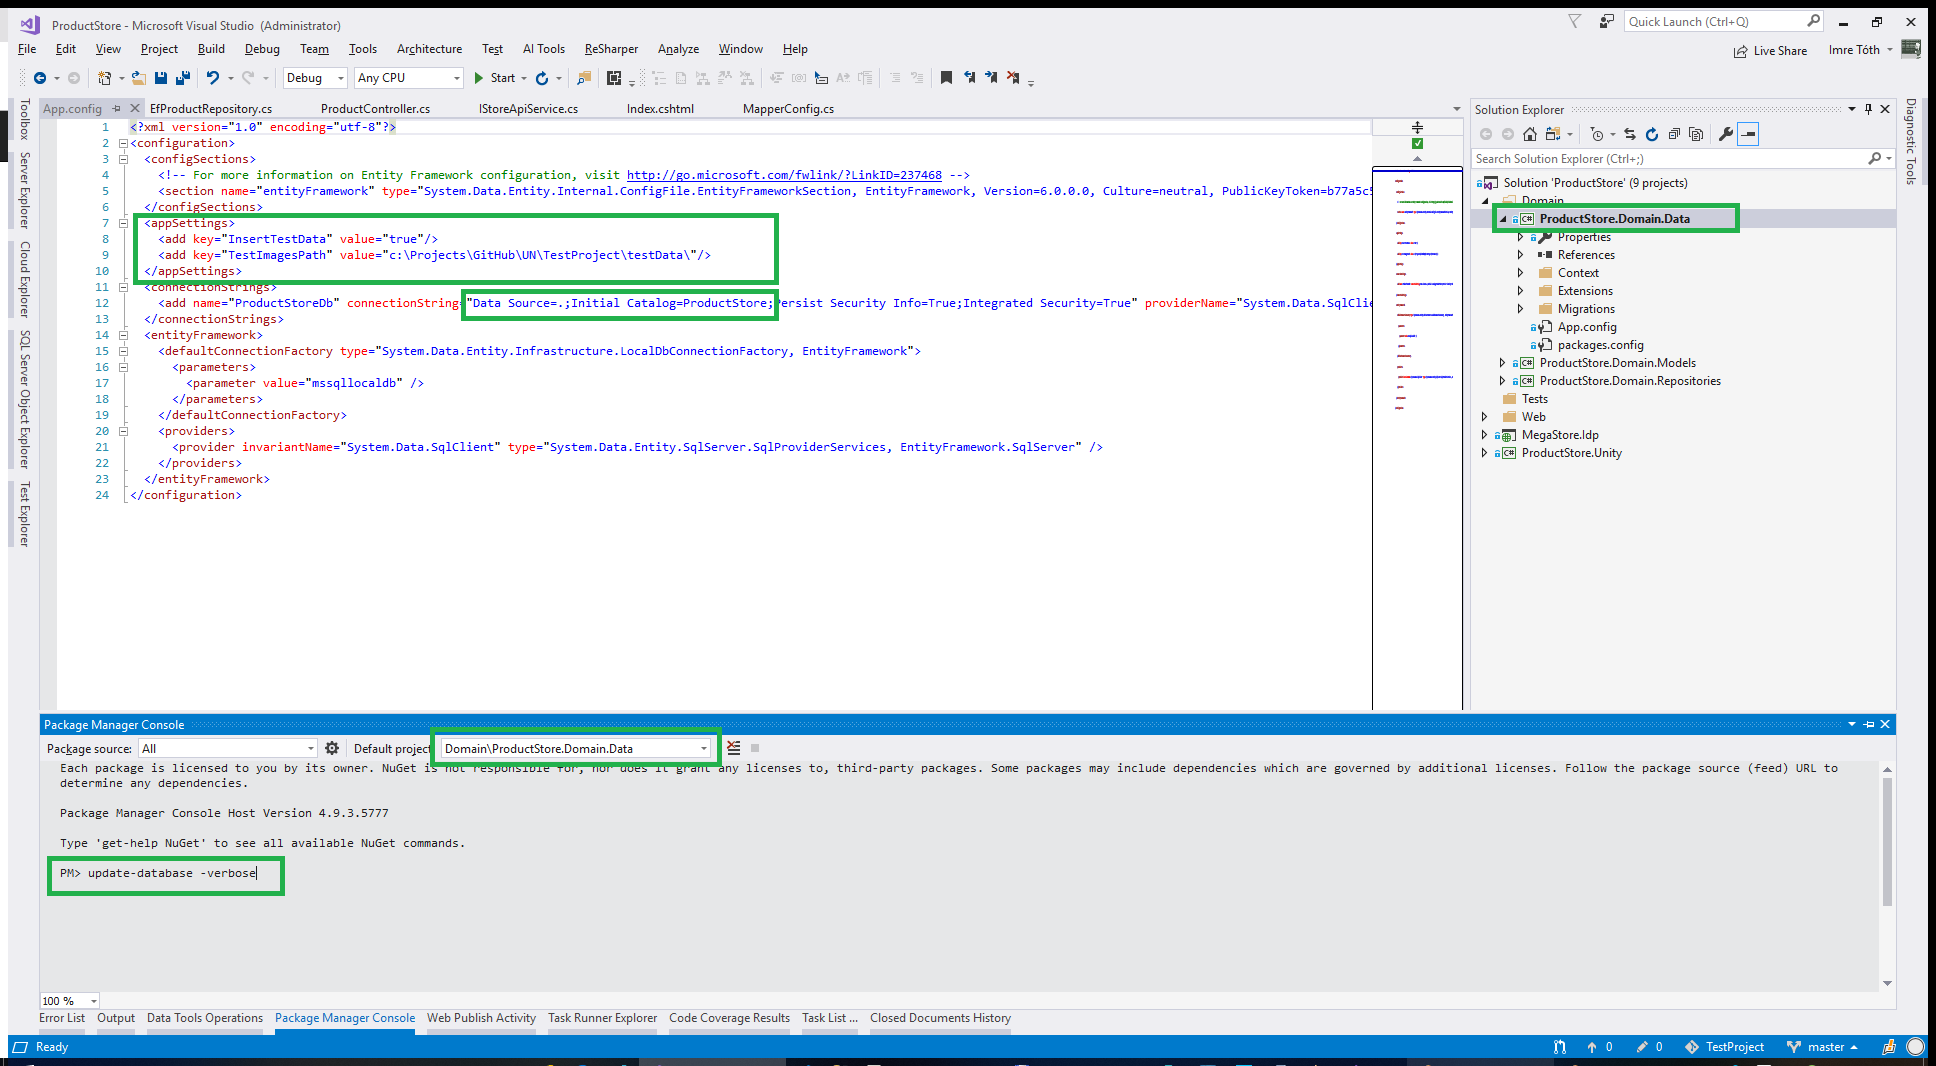 ProductStore - Microsoft Visual Studio (Administrator)
Quick Launch (Ctrl+Q)
File Edit View Project Build Debug Team Tools Architecture Test AI Tools ReSharper Analyze Window Help
Live Share Imre Tóth
Debug Any CPU Start
Toolbox
Server Explorer
Cloud Explorer
SQL Server Object Explorer
Test Explorer
App.config EfProductRepository.cs ProductController.cs IStoreApiService.cs Index.cshtml MapperConfig.cs
1 <?xml version="1.0" encoding="utf-8"?>
2 <configuration>
3 <configSections>
4 <!-- For more information on Entity Framework configuration, visit http://go.microsoft.com/fwlink/?LinkID=237468 -->
5 <section name="entityFramework" type="System.Data.Entity.Internal.ConfigFile.EntityFrameworkSection, EntityFramework, Version=6.0.0.0, Culture=neutral, PublicKeyToken=b77a5c5
6 </configSections>
7 <appSettings>
8 <add key="InsertTestData" value="true"/>
9 <add key="TestImagesPath" value="c:\Projects\GitHub\UN\TestProject\testData\"/>
10 </appSettings>
11 <connectionStrings>
12 <add name="ProductStoreDb" connectionString="Data Source=.;Initial Catalog=ProductStore;Persist Security Info=True;Integrated Security=True" providerName="System.Data.SqlClie
13 </connectionStrings>
14 <entityFramework>
15 <defaultConnectionFactory type="System.Data.Entity.Infrastructure.LocalDbConnectionFactory, EntityFramework">
16 <parameters>
17 <parameter value="mssqllocaldb" />
18 </parameters>
19 </defaultConnectionFactory>
20 <providers>
21 <provider invariantName="System.Data.SqlClient" type="System.Data.Entity.SqlServer.SqlProviderServices, EntityFramework.SqlServer" />
22 </providers>
23 </entityFramework>
24 </configuration>
Solution Explorer
Search Solution Explorer (Ctrl+;)
Solution 'ProductStore' (9 projects)
Domain
ProductStore.Domain.Data
Properties
References
Context
Extensions
Migrations
App.config
packages.config
ProductStore.Domain.Models
ProductStore.Domain.Repositories
Tests
Web
MegaStore.Idp
ProductStore.Unity
Diagnostic Tools
Package Manager Console
Package source: All Default project Domain\ProductStore.Domain.Data
Each package is licensed to you by its owner. NuGet is not responsible for, nor does it grant any licenses to, third-party packages. Some packages may include dependencies which are governed by additional licenses. Follow the package source (feed) URL to
determine any dependencies.
Package Manager Console Host Version 4.9.3.5777
Type 'get-help NuGet' to see all available NuGet commands.
PM> update-database -verbose
100 %
Error List Output Data Tools Operations Package Manager Console Web Publish Activity Task Runner Explorer Code Coverage Results Task List ... Closed Documents History
Ready 0 0 TestProject master